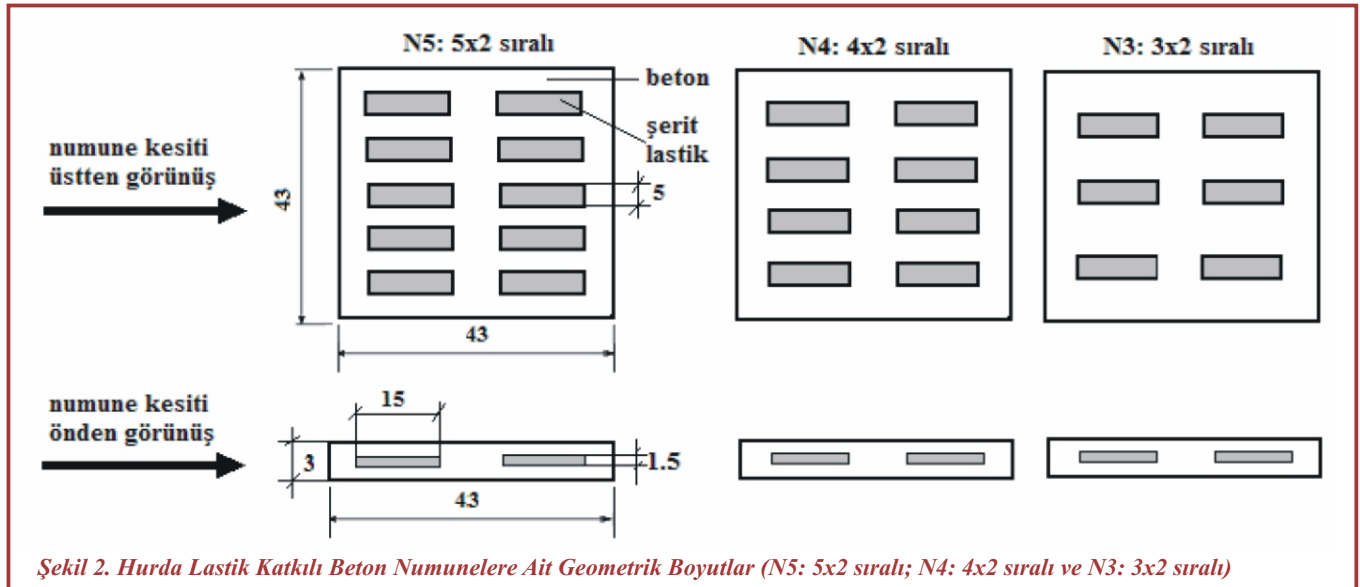 N5: 5x2 sıralı
N4: 4x2 sıralı
N3: 3x2 sıralı
beton
şerit
lastik
numune kesiti
üstten görünüş
43
5
43
numune kesiti
önden görünüş
15
3
1.5
43
Şekil 2. Hurda Lastik Katkılı Beton Numunelere Ait Geometrik Boyutlar (N5: 5x2 sıralı; N4: 4x2 sıralı ve N3: 3x2 sıralı)